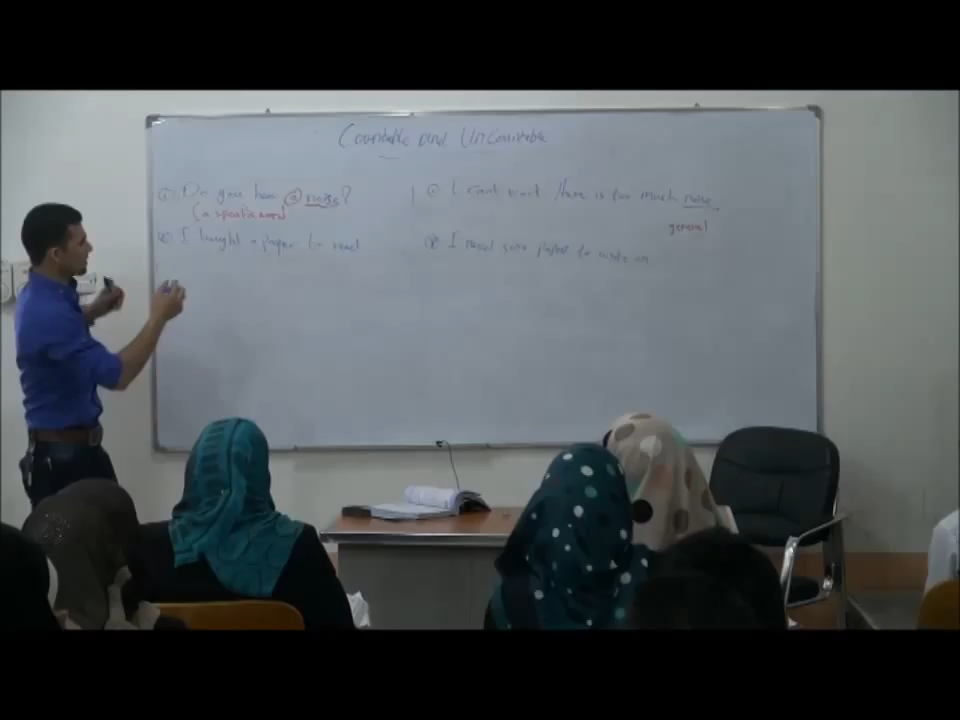 Countable and Uncountable
① Do you hear ⓐ noise?
(a specific
② I bought a paper to read
① I can't work there is too much noise.
general
② I need some paper to write on